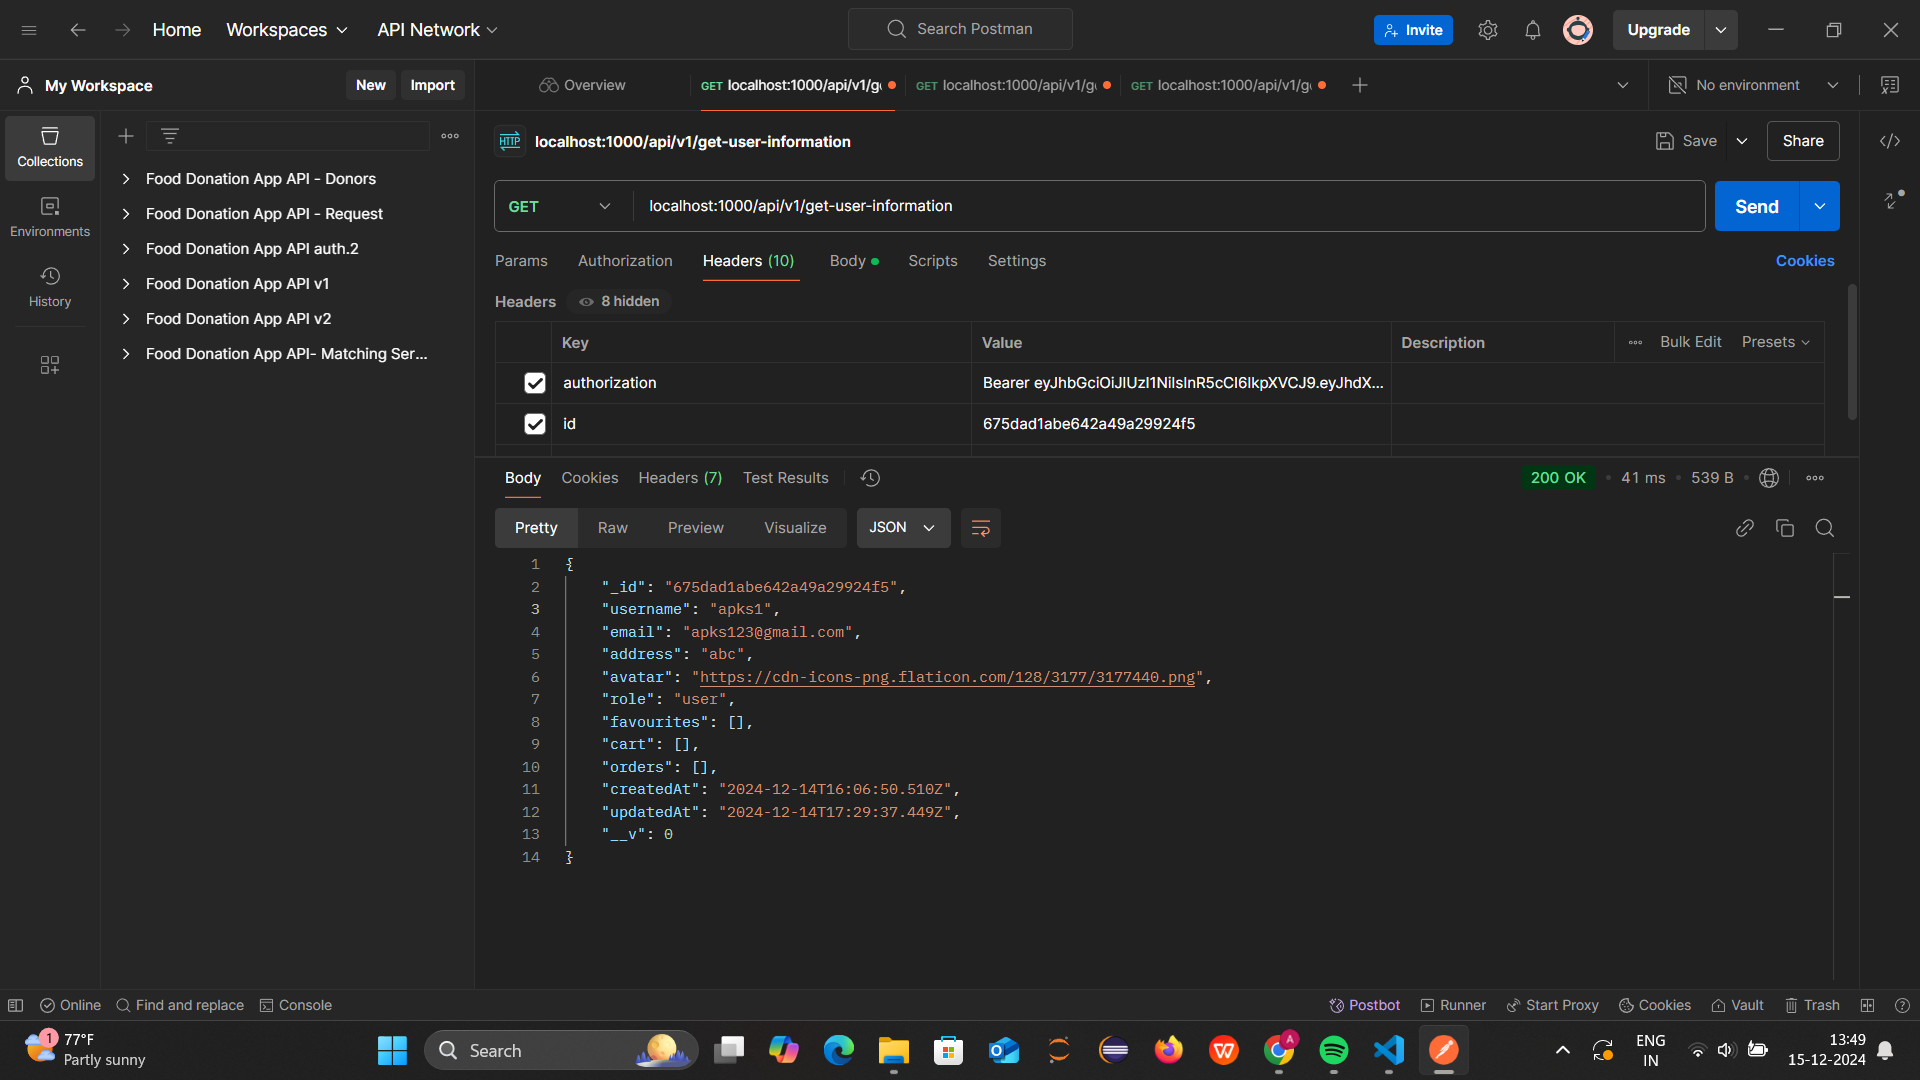 Home Workspaces API Network Search Postman Invite Upgrade
My Workspace New Import Overview GET localhost:1000/api/v1/g GET localhost:1000/api/v1/g GET localhost:1000/api/v1/g No environment
Collections
Environments
History
Food Donation App API - Donors
Food Donation App API - Request
Food Donation App API auth.2
Food Donation App API v1
Food Donation App API v2
Food Donation App API- Matching Ser...
HTTP localhost:1000/api/v1/get-user-information Save Share
GET localhost:1000/api/v1/get-user-information Send
Params Authorization Headers (10) Body Scripts Settings Cookies
Headers 8 hidden
Key Value Description Bulk Edit Presets
authorization Bearer eyJhbGciOiJIUzI1NiIsInR5cCI6IkpXVCJ9.eyJhdX...
id 675dad1abe642a49a29924f5
Body Cookies Headers (7) Test Results 200 OK 41 ms 539 B
Pretty Raw Preview Visualize JSON
1 {
2 "_id": "675dad1abe642a49a29924f5",
3 "username": "apks1",
4 "email": "apks123@gmail.com",
5 "address": "abc",
6 "avatar": "https://cdn-icons-png.flaticon.com/128/3177/3177440.png",
7 "role": "user",
8 "favourites": [],
9 "cart": [],
10 "orders": [],
11 "createdAt": "2024-12-14T16:06:50.510Z",
12 "updatedAt": "2024-12-14T17:29:37.449Z",
13 "__v": 0
14 }
Online Find and replace Console Postbot Runner Start Proxy Cookies Vault Trash
1 77°F
Partly sunny
Search
A
ENG
IN
13:49
15-12-2024